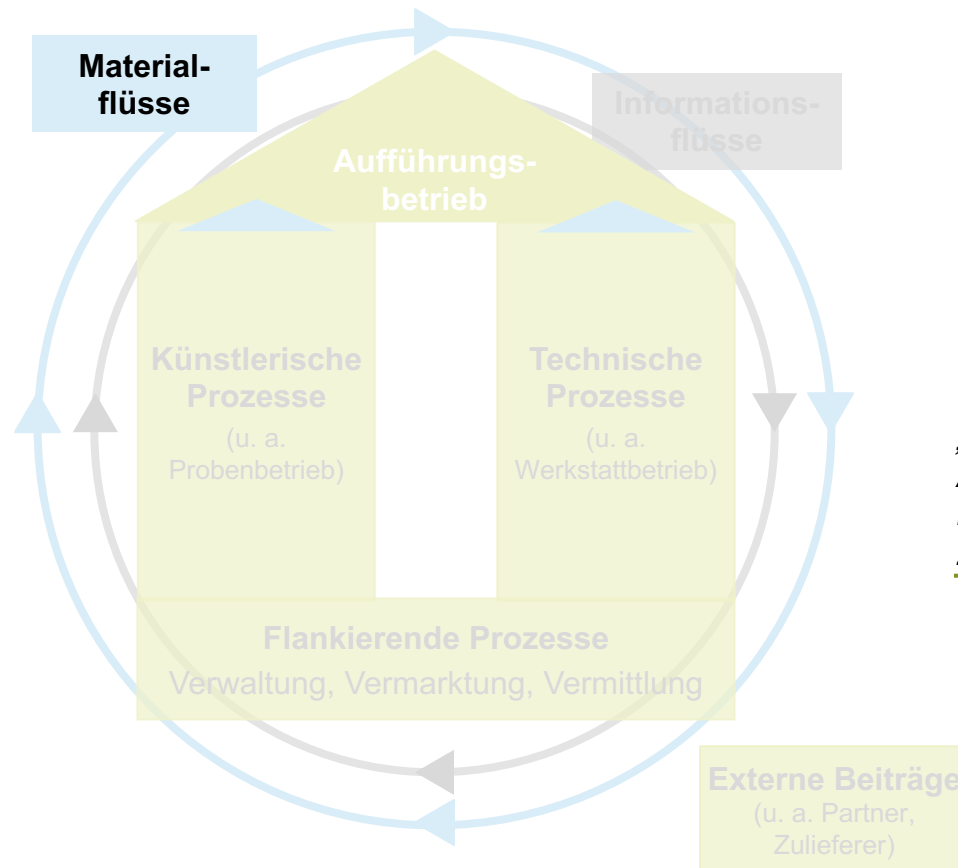 Material-
flüsse
Informations-
flüsse
Aufführungs-
betrieb
Künstlerische
Prozesse
(u. a.
Probenbetrieb)
Technische
Prozesse
(u. a.
Werkstattbetrieb)
Flankierende Prozesse
Verwaltung, Vermarktung, Vermittlung
Externe Beiträge
(u. a. Partner,
Zulieferer)